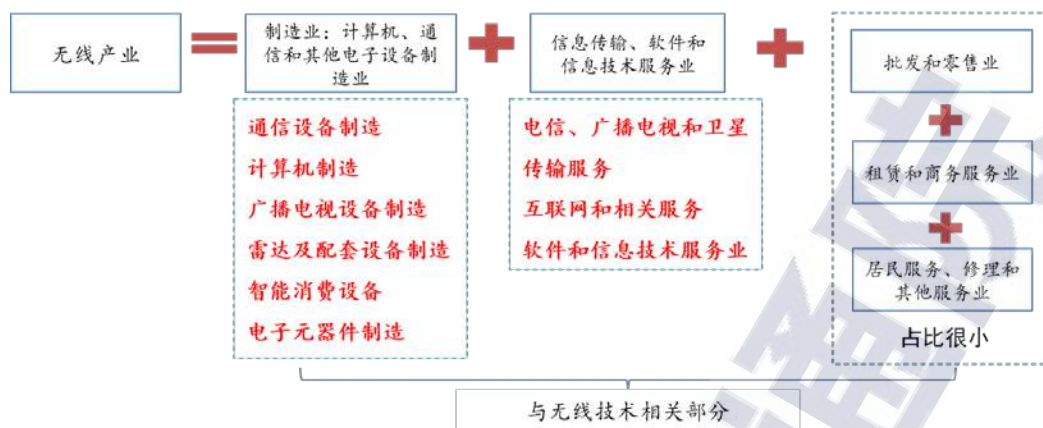 无线产业
制造业：计算机、通
信和其他电子设备制
造业
信息传输、软件和
信息技术服务业
批发和零售业
通信设备制造
计算机制造
广播电视设备制造
雷达及配套设备制造
智能消费设备
电子元器件制造
电信、广播电视和卫星
传输服务
互联网和相关服务
软件和信息技术服务业
租赁和商务服务业
居民服务、修理和
其他服务业
占比很小
与无线技术相关部分